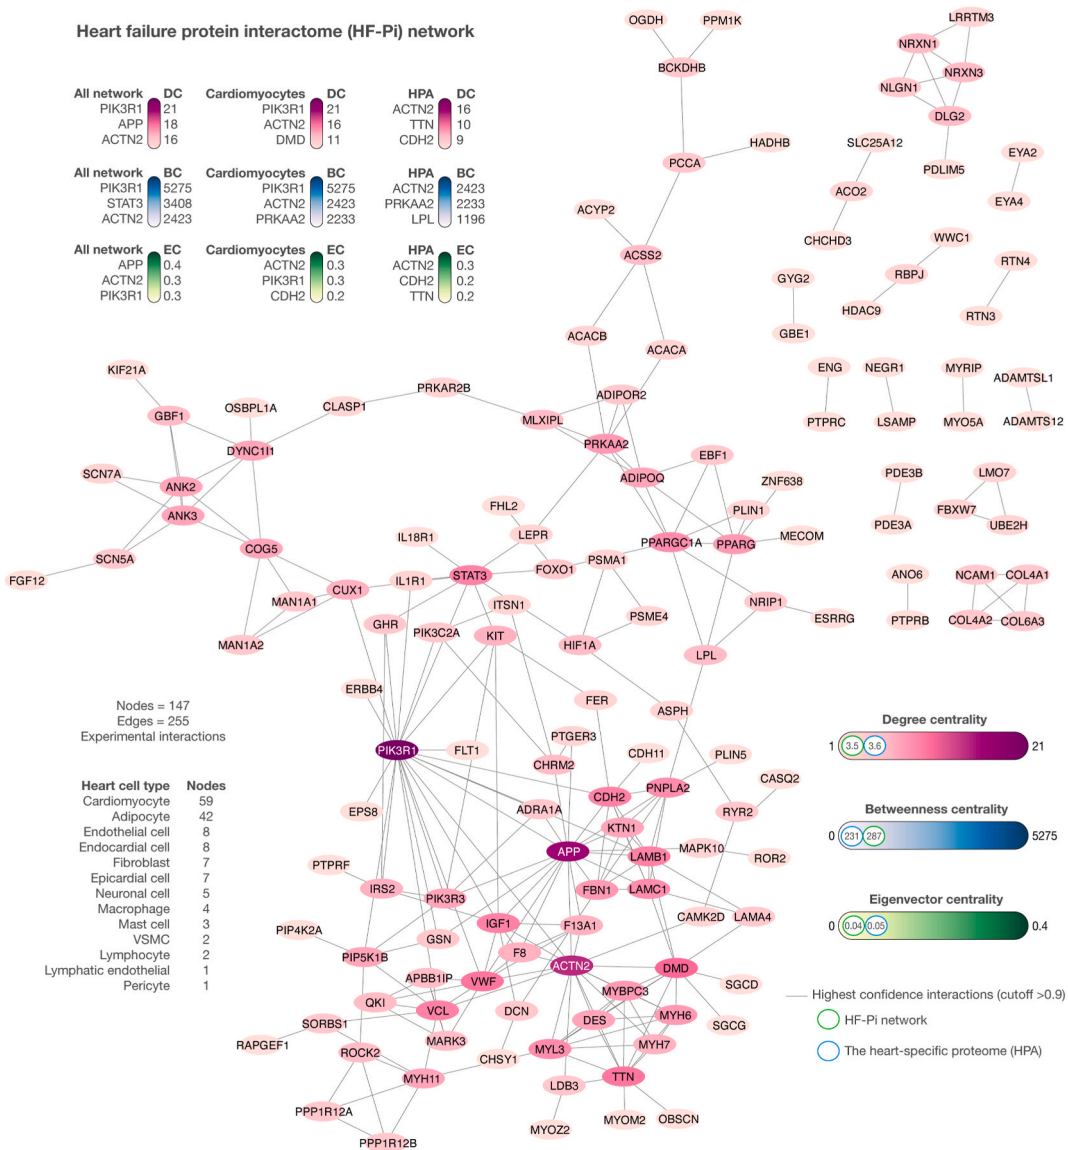 Heart failure protein interactome (HF-Pi) network
All network DC
PIK3R1 21
APP 18
ACTN2 16
Cardiomyocytes DC
PIK3R1 21
ACTN2 16
DMD 11
HPA DC
ACTN2 16
TTN 10
CDH2 9
All network BC
PIK3R1 5275
STAT3 3408
ACTN2 2423
Cardiomyocytes BC
PIK3R1 5275
ACTN2 2423
PRKAA2 2233
HPA BC
ACTN2 2423
PRKAA2 2233
LPL 1196
All network EC
APP 0.4
ACTN2 0.3
PIK3R1 0.3
Cardiomyocytes EC
ACTN2 0.3
PIK3R1 0.3
CDH2 0.2
HPA EC
ACTN2 0.3
CDH2 0.2
TTN 0.2
OGDH
PPM1K
BCKDHB
PCCA
HADHB
ACYP2
ACSS2
ACACB
ACACA
LRRTM3
NRXN1
NRXN3
NLGN1
DLG2
PDLIM5
SLC25A12
ACO2
CHCHD3
EYA2
EYA4
WWC1
RBPJ
HDAC9
RTN4
RTN3
GYG2
GBE1
ENG
PTPRC
NEGR1
LSAMP
MYRIP
MYO5A
ADAMTSL1
ADAMTS12
PDE3B
PDE3A
LMO7
FBXW7
UBE2H
ANO6
PTPRB
NCAM1
COL4A1
COL4A2
COL6A3
KIF21A
GBF1
OSBPL1A
CLASP1
PRKAR2B
DYNC1I1
SCN7A
ANK2
ANK3
SCN5A
FGF12
COG5
MAN1A1
MAN1A2
CUX1
MLXIPL
ADIPOR2
PRKAA2
ADIPOQ
EBF1
ZNF638
PLIN1
PPARGC1A
PPARG
MECOM
FHL2
LEPR
IL18R1
STAT3
FOXO1
PSMA1
IL1R1
ITSN1
PSME4
NRIP1
ESRRG
GHR
PIK3C2A
KIT
HIF1A
LPL
ERBB4
FER
ASPH
PIK3R1
FLT1
PTGER3
CHRM2
CDH11
PLIN5
CASQ2
CDH2
PNPLA2
EPS8
ADRA1A
RYR2
KTN1
APP
LAMB1
MAPK10
ROR2
PTPRF
IRS2
PIK3R3
FBN1
LAMC1
IGF1
F13A1
CAMK2D
LAMA4
PIP4K2A
GSN
F8
PIP5K1B
ACTN2
DMD
SGCD
APBB1IP
VWF
MYBPC3
QKI
VCL
DCN
DES
MYH6
SGCG
SORBS1
RAPGEF1
MARK3
MYL3
MYH7
ROCK2
CHSY1
MYH11
LDB3
TTN
PPP1R12A
PPP1R12B
MYOZ2
MYOM2
OBSCN
Nodes = 147
Edges = 255
Experimental interactions
Heart cell type Nodes
Cardiomyocyte 59
Adipocyte 42
Endothelial cell 8
Endocardial cell 8
Fibroblast 7
Epicardial cell 7
Neuronal cell 5
Macrophage 4
Mast cell 3
VSMC 2
Lymphocyte 2
Lymphatic endothelial 1
Pericyte 1
Degree centrality
1 3.5 3.6 21
Betweenness centrality
0 231 287 5275
Eigenvector centrality
0 0.04 0.05 0.4
Highest confidence interactions (cutoff >0.9)
HF-Pi network
The heart-specific proteome (HPA)